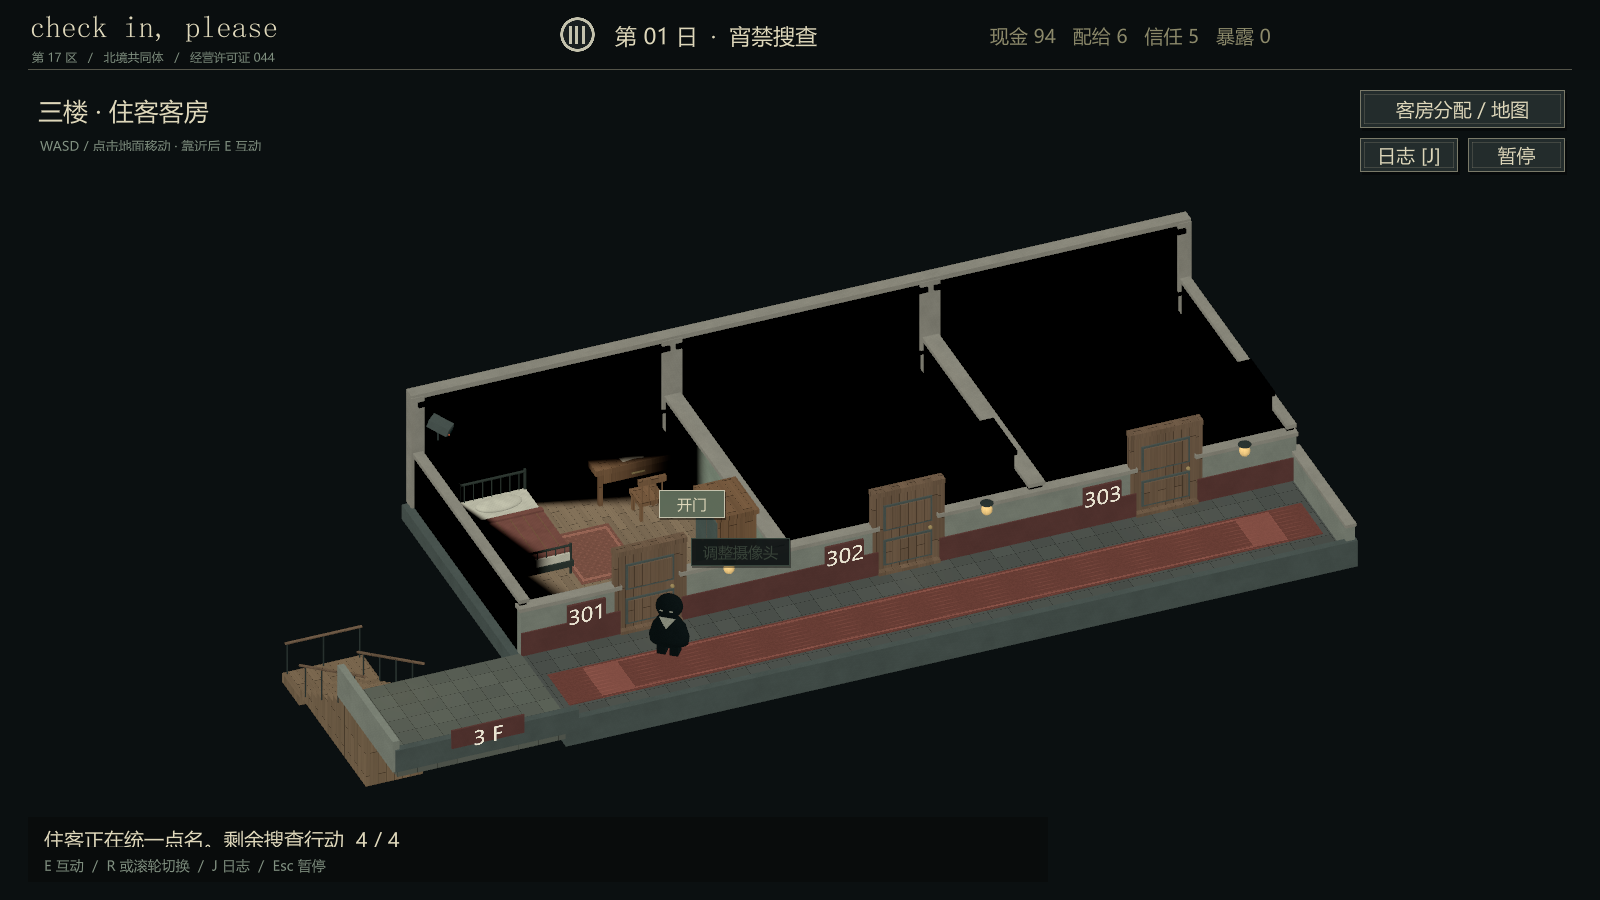 check in, please
第 17 区 / 北境共同体 / 经营许可证 044
第 01 日 · 宵禁搜查
现金 94 配给 6 信任 5 暴露 0
三楼 · 住客客房
WASD / 点击地面移动 · 靠近后 E 互动
客房分配 / 地图
日志 [J]
暂停
开门
调整摄像头
301
302
303
3 F
住客正在统一点名。剩余搜查行动 4 / 4
E 互动 / R 或滚轮切换 / J 日志 / Esc 暂停